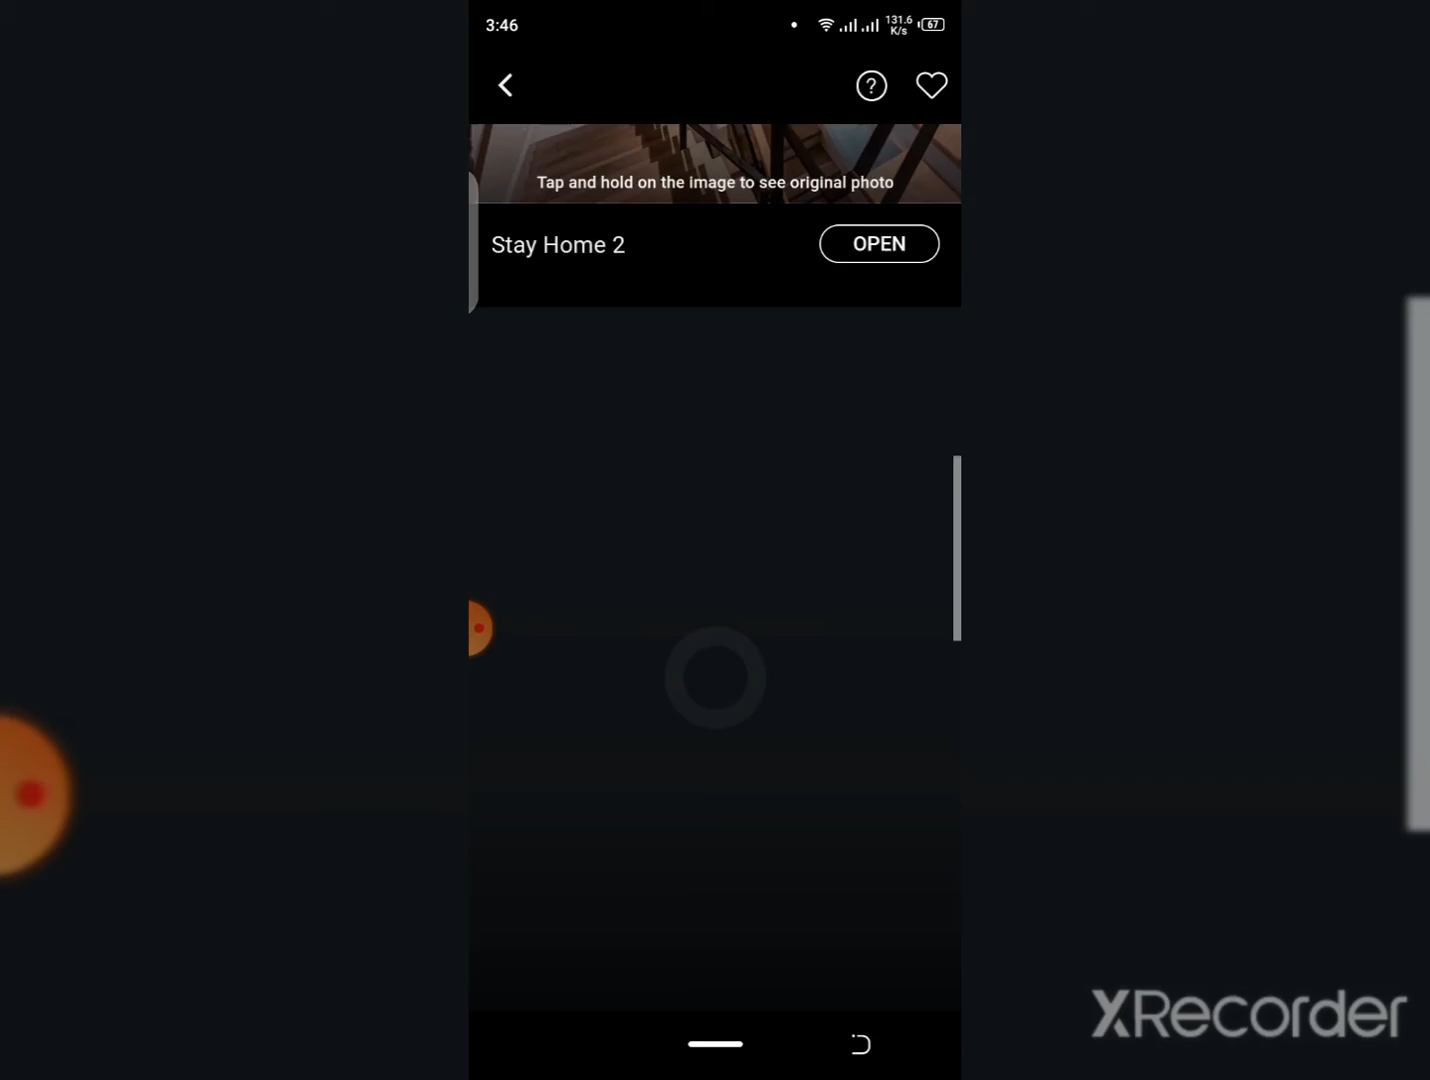 3:46
131.6
K/s
67
?
Tap and hold on the image to see original photo
Stay Home 2
OPEN
XRecorder